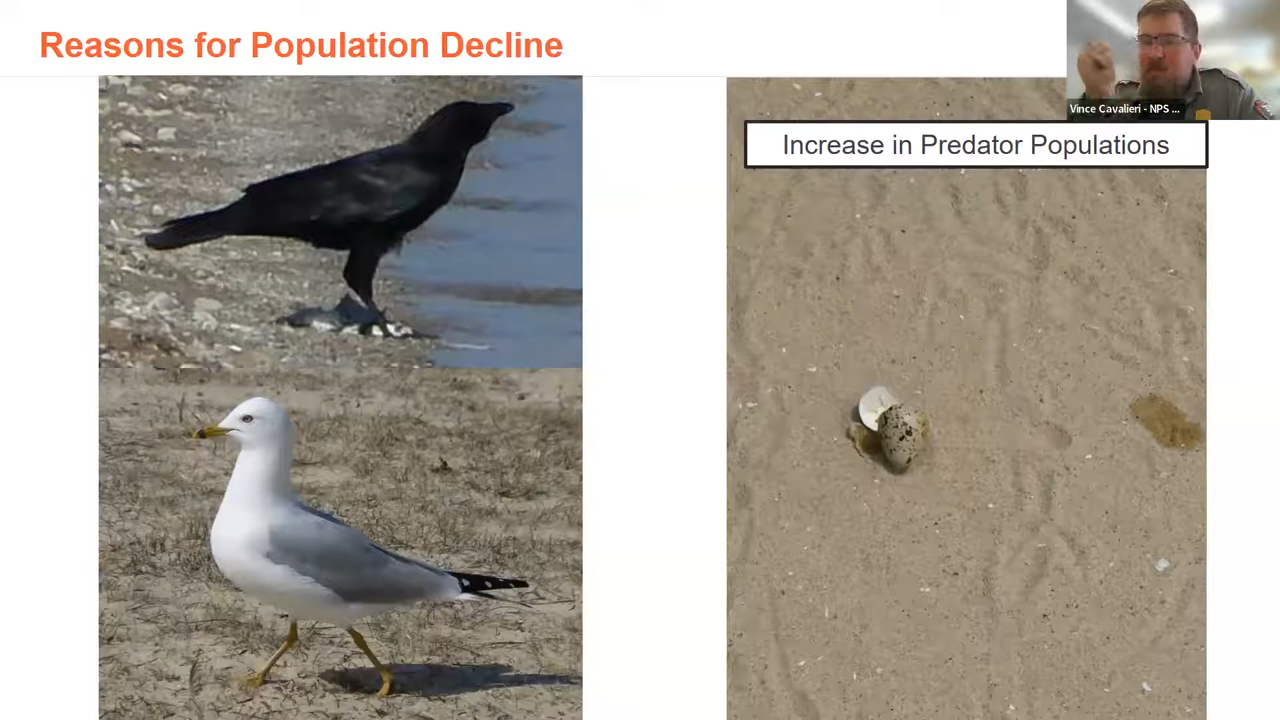 Reasons for Population Decline
Vince Cavalieri - NPS ...
Increase in Predator Populations